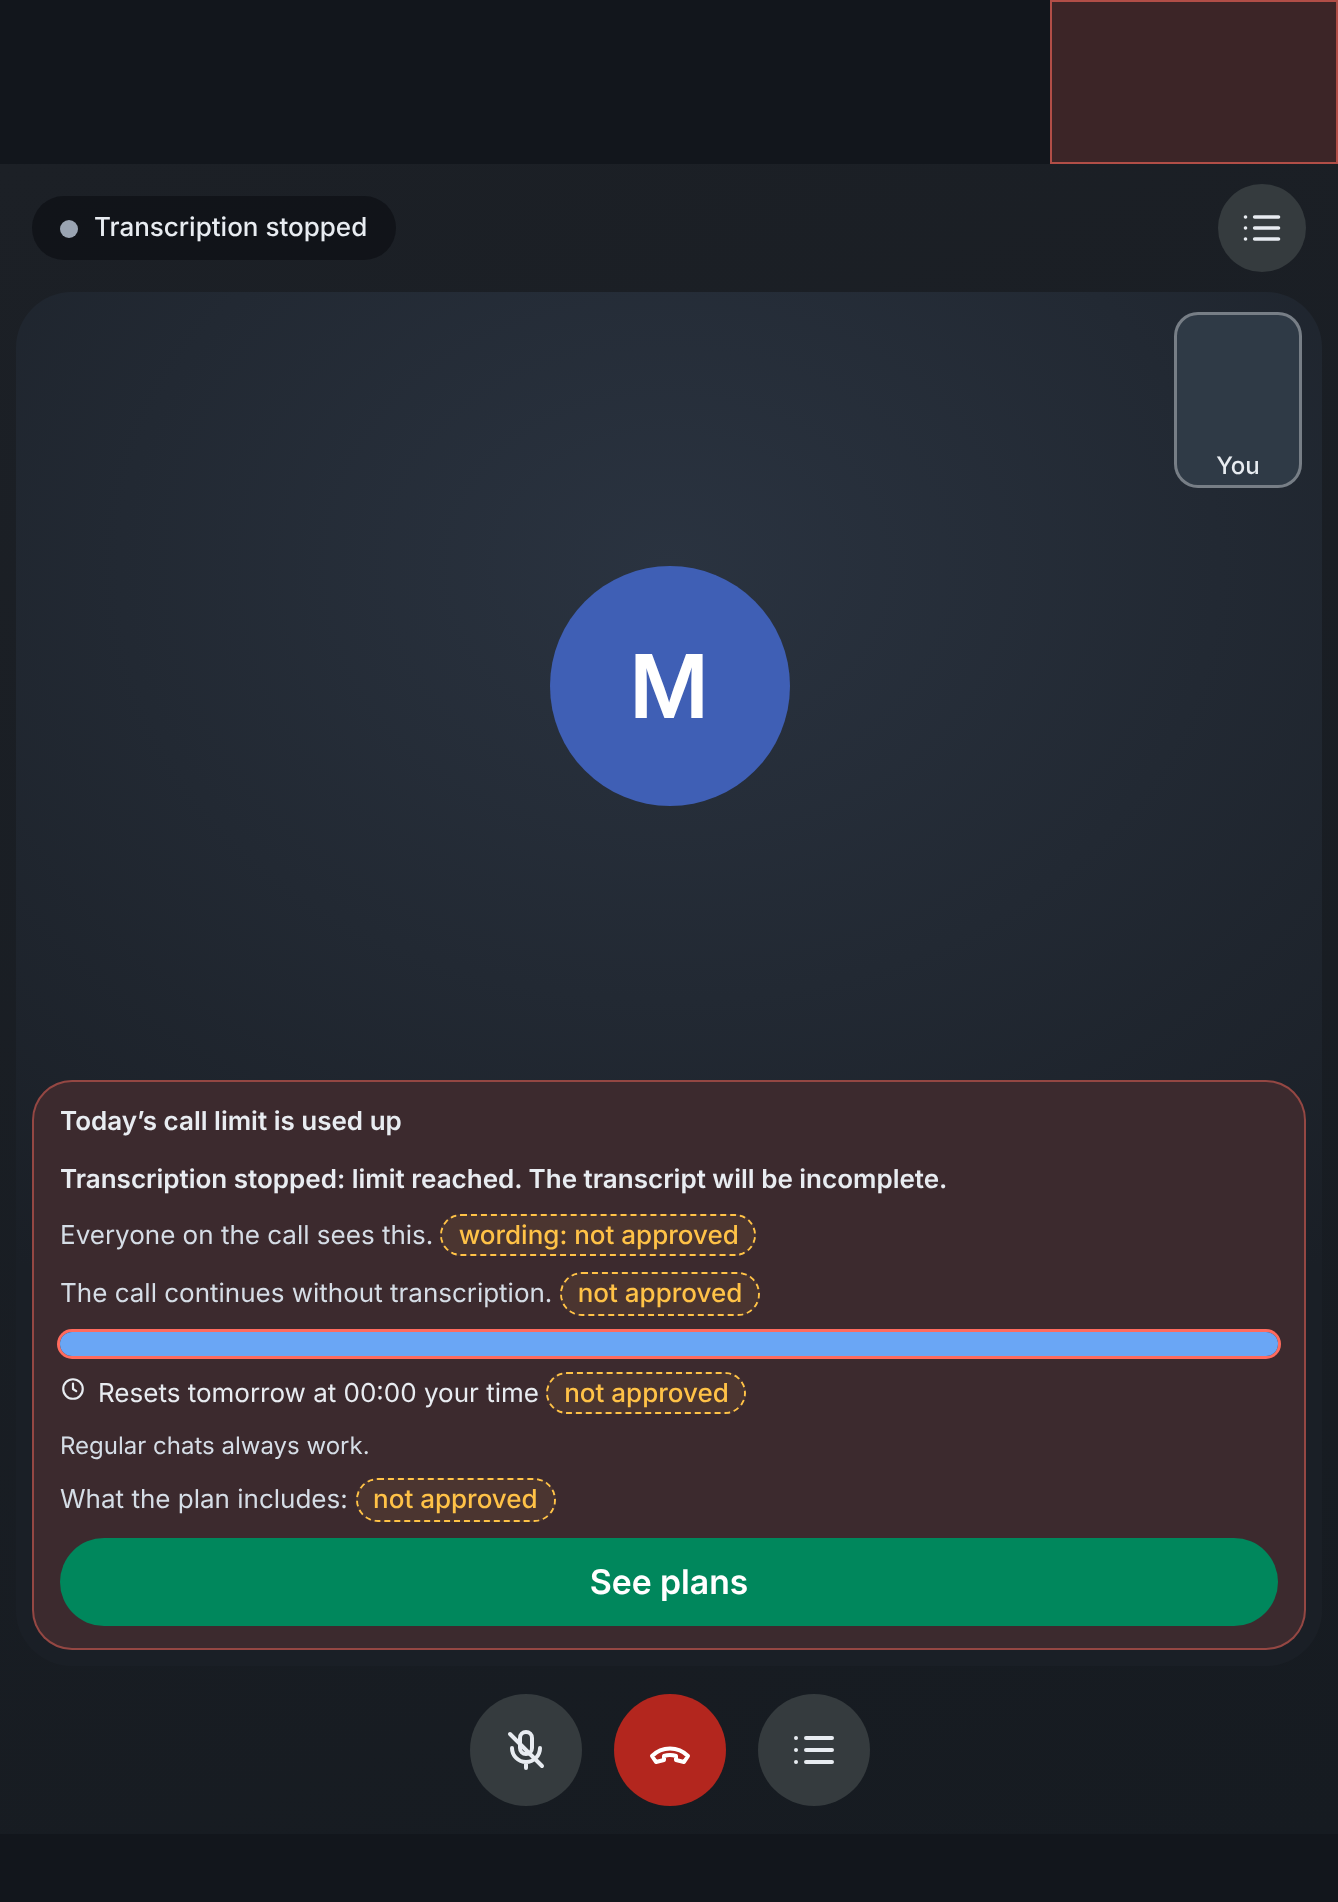 Transcription stopped
You
M
Today’s call limit is used up
Transcription stopped: limit reached. The transcript will be incomplete.
Everyone on the call sees this. wording: not approved
The call continues without transcription. not approved
Resets tomorrow at 00:00 your time not approved
Regular chats always work.
What the plan includes: not approved
See plans